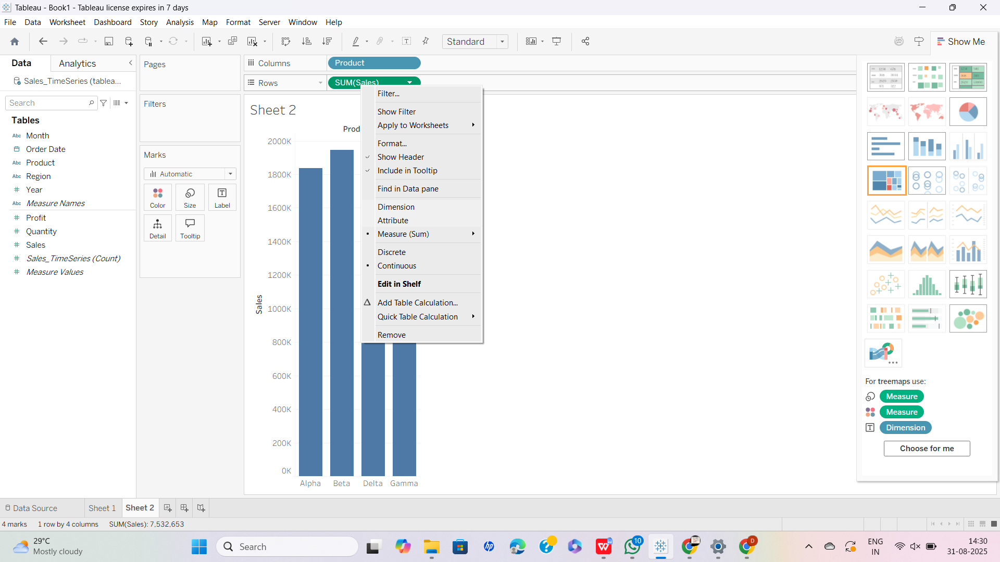 Tableau - Book1 - Tableau license expires in 7 days
File Data Worksheet Dashboard Story Analysis Map Format Server Window Help
Standard
Show Me
Data Analytics
Sales_TimeSeries (tablea...
Search
Tables
Abc Month
Order Date
Abc Product
Abc Region
Year
Abc Measure Names
Profit
Quantity
Sales
Sales_TimeSeries (Count)
Measure Values
Pages
Filters
Marks
Automatic
Color Size Label
Detail Tooltip
Columns Product
Rows SUM(Sales)
Sheet 2
Prod
2000K
1800K
1600K
1400K
1200K
1000K
800K
600K
400K
200K
0K
Sales
Alpha Beta Delta Gamma
Filter...
Show Filter
Apply to Worksheets
Format...
Show Header
Include in Tooltip
Find in Data pane
Dimension
Attribute
Measure (Sum)
Discrete
Continuous
Edit in Shelf
Add Table Calculation...
Quick Table Calculation
Remove
For treemaps use:
Measure
Measure
Dimension
Choose for me
Data Source Sheet 1 Sheet 2
4 marks 1 row by 4 columns SUM(Sales): 7,532,653
29°C
Mostly cloudy
Search
10
ENG
IN
14:30
31-08-2025